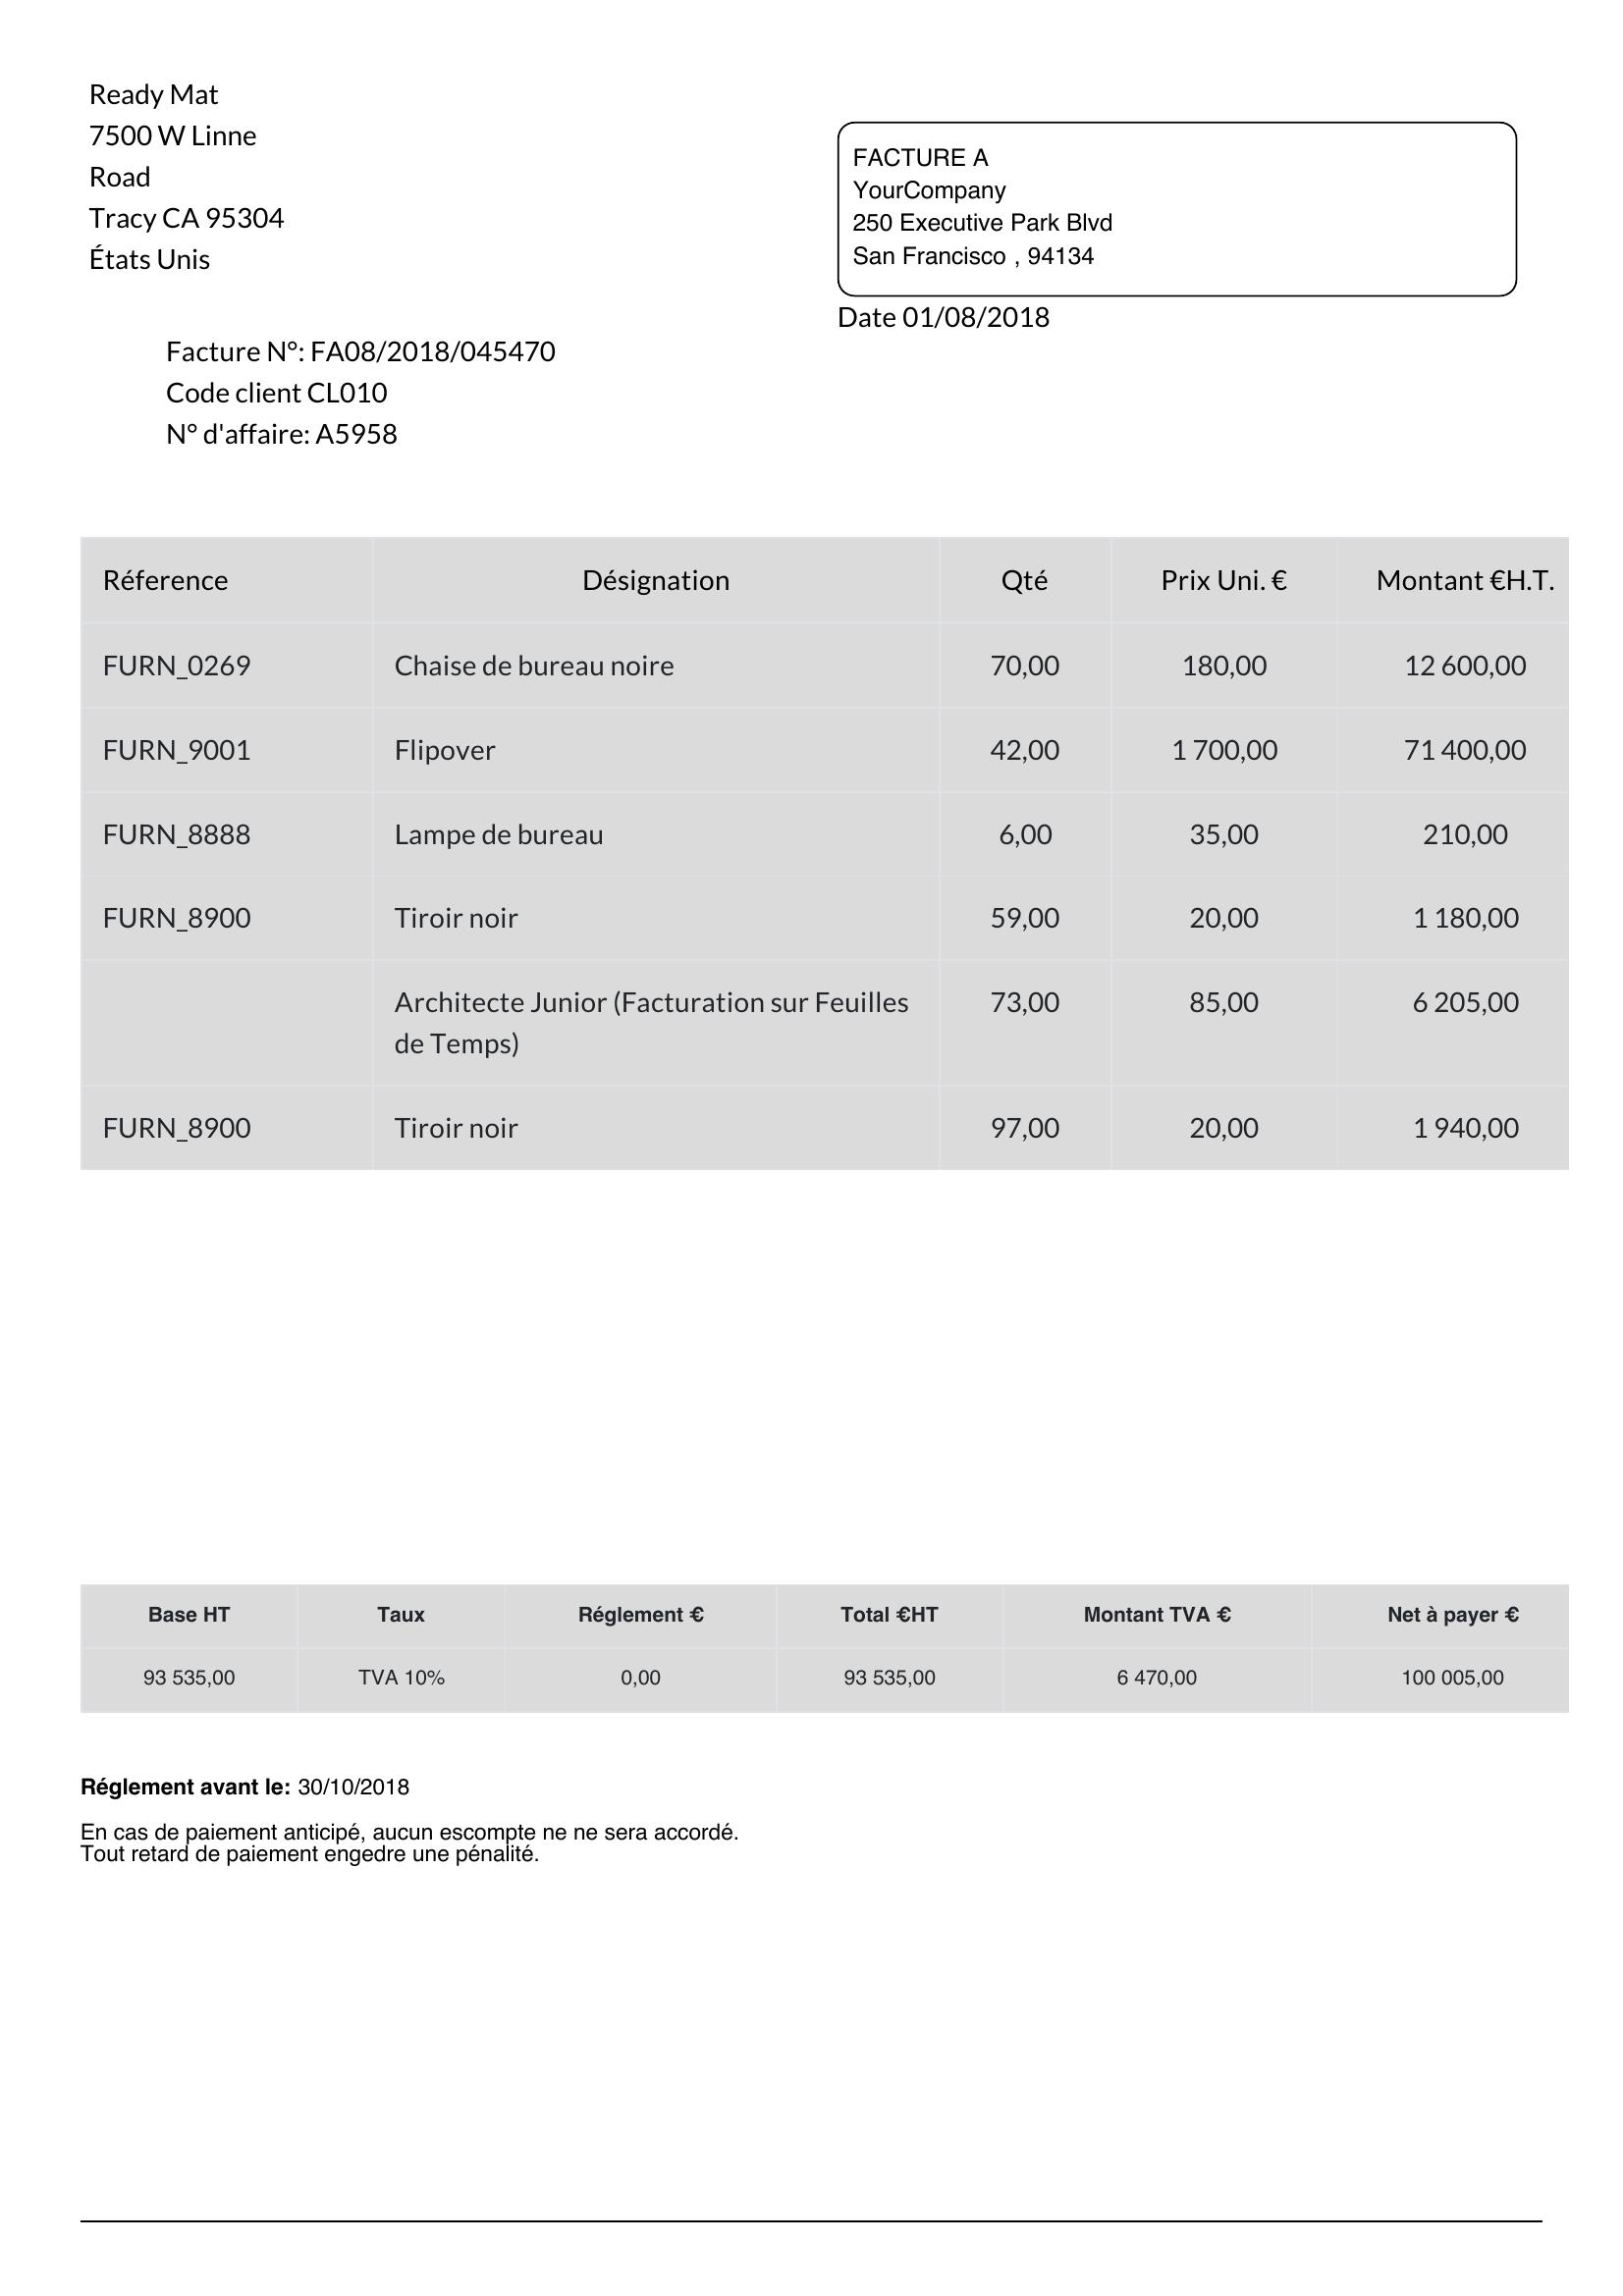 Ready Mat
7500 W Linne
Road
Tracy CA 95304
États Unis
FACTURE A
YourCompany
250 Executive Park Blvd
San Francisco , 94134
Date 01/08/2018
Facture N°: FA08/2018/045470
Code client CL010
N° d'affaire: A5958
Réference Désignation Qté Prix Uni. € Montant €H.T.
FURN_0269 Chaise de bureau noire 70,00 180,00 12 600,00
FURN_9001 Flipover 42,00 1 700,00 71 400,00
FURN_8888 Lampe de bureau 6,00 35,00 210,00
FURN_8900 Tiroir noir 59,00 20,00 1 180,00
Architecte Junior (Facturation sur Feuilles 73,00 85,00 6 205,00
de Temps)
FURN_8900 Tiroir noir 97,00 20,00 1 940,00
Base HT Taux Réglement € Total €HT Montant TVA € Net à payer €
93 535,00 TVA 10% 0,00 93 535,00 6 470,00 100 005,00
Réglement avant le: 30/10/2018
En cas de paiement anticipé, aucun escompte ne ne sera accordé.
Tout retard de paiement engedre une pénalité.